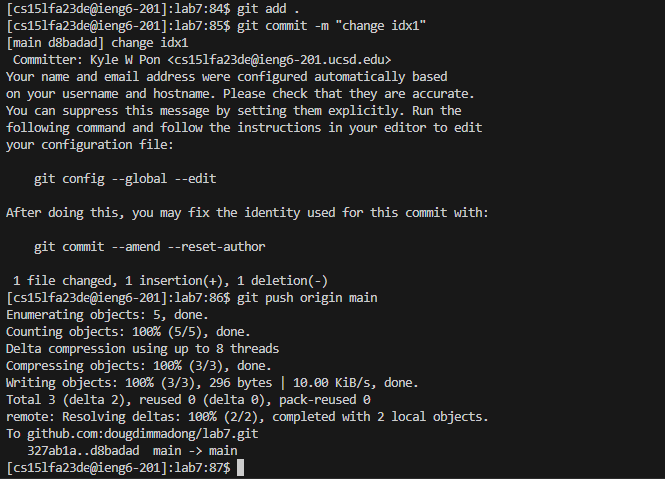 [cs15lfa23de@ieng6-201]:lab7:84$ git add .
[cs15lfa23de@ieng6-201]:lab7:85$ git commit -m "change idx1"
[main d8badad] change idx1
 Committer: Kyle W Pon <cs15lfa23de@ieng6-201.ucsd.edu>
Your name and email address were configured automatically based
on your username and hostname. Please check that they are accurate.
You can suppress this message by setting them explicitly. Run the
following command and follow the instructions in your editor to edit
your configuration file:

    git config --global --edit

After doing this, you may fix the identity used for this commit with:

    git commit --amend --reset-author

 1 file changed, 1 insertion(+), 1 deletion(-)
[cs15lfa23de@ieng6-201]:lab7:86$ git push origin main
Enumerating objects: 5, done.
Counting objects: 100% (5/5), done.
Delta compression using up to 8 threads
Compressing objects: 100% (3/3), done.
Writing objects: 100% (3/3), 296 bytes | 10.00 KiB/s, done.
Total 3 (delta 2), reused 0 (delta 0), pack-reused 0
remote: Resolving deltas: 100% (2/2), completed with 2 local objects.
To github.com:dougdimmadong/lab7.git
   327ab1a..d8badad  main -> main
[cs15lfa23de@ieng6-201]:lab7:87$